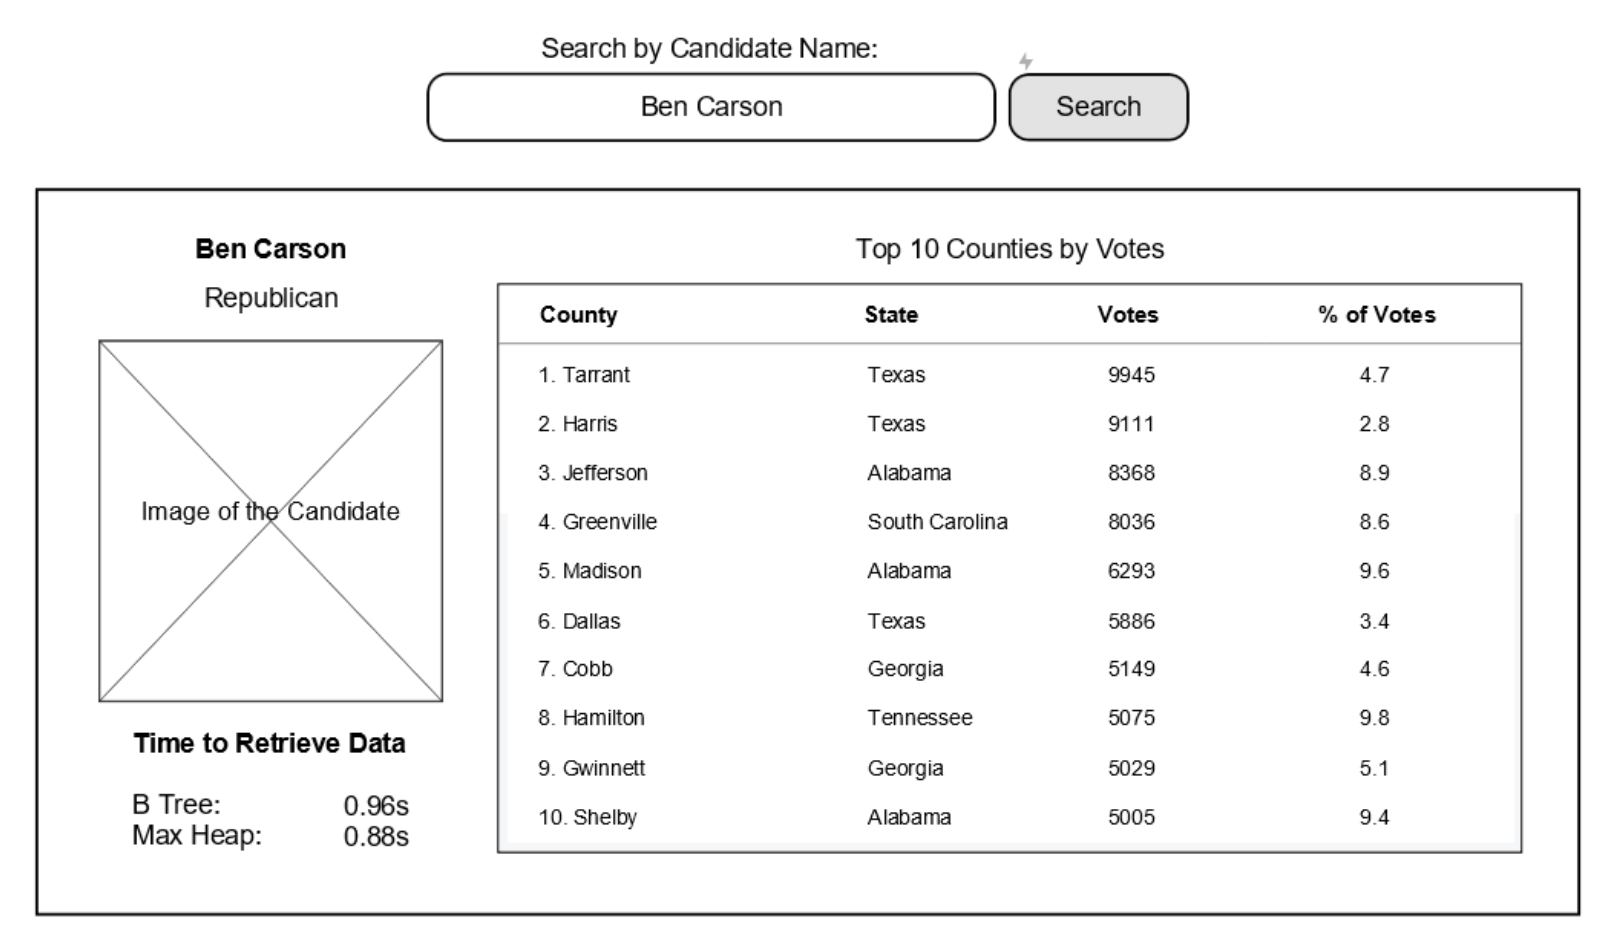 Search by Candidate Name:
Ben Carson
Search
Ben Carson
Republican
Image of the Candidate
Time to Retrieve Data
B Tree: 0.96s
Max Heap: 0.88s
Top 10 Counties by Votes
County State Votes % of Votes
1. Tarrant Texas 9945 4.7
2. Harris Texas 9111 2.8
3. Jefferson Alabama 8368 8.9
4. Greenville South Carolina 8036 8.6
5. Madison Alabama 6293 9.6
6. Dallas Texas 5886 3.4
7. Cobb Georgia 5149 4.6
8. Hamilton Tennessee 5075 9.8
9. Gwinnett Georgia 5029 5.1
10. Shelby Alabama 5005 9.4